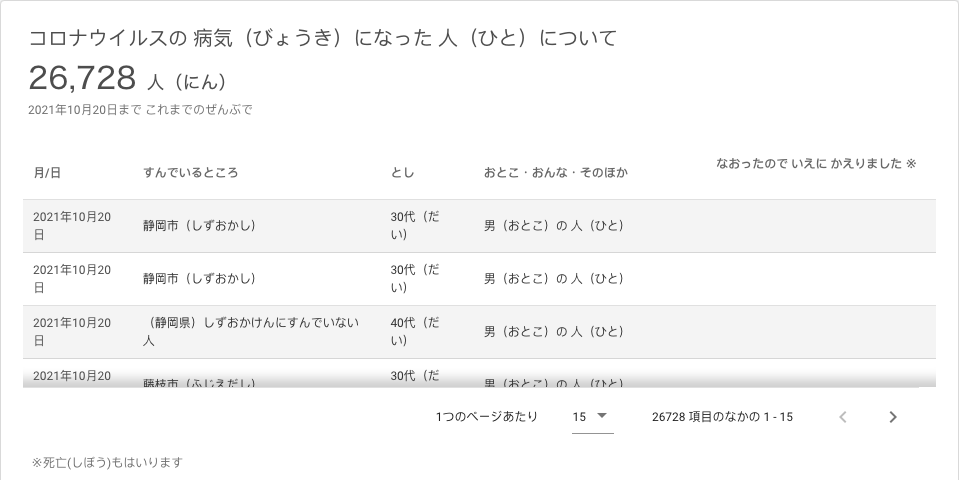 コロナウイルスの 病気（びょうき）になった 人（ひと）について
26,728 人（にん）
2021年10月20日まで これまでのぜんぶで
月/日 すんでいるところ とし おとこ・おんな・そのほか なおったので いえに かえりました ※
2021年10月20
日
静岡市（しずおかし）
30代（だ
い）
男（おとこ）の 人（ひと）
2021年10月20
日
静岡市（しずおかし）
30代（だ
い）
男（おとこ）の 人（ひと）
2021年10月20
日
（静岡県）しずおかけんにすんでいない
人
40代（だ
い）
男（おとこ）の 人（ひと）
2021年10月20
藤枝市（ふじえだし）
30代（だ
男（おとこ）の 人（ひと）
1つのページあたり 15 26728 項目のなかの 1 - 15
※死亡(しぼう)もはいります